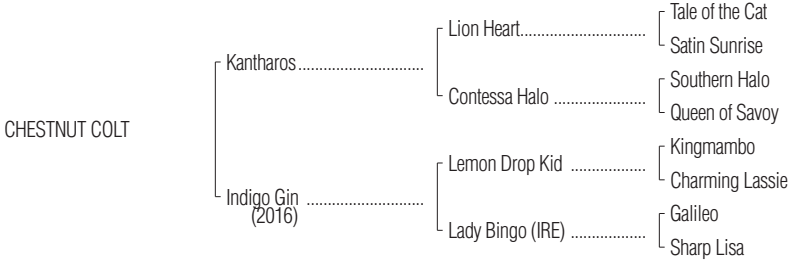 Tale of the Cat
Lion Heart..............................
Satin Sunrise
Kantharos..............................
Southern Halo
Contessa Halo ......................
Queen of Savoy
CHESTNUT COLT
Kingmambo
Lemon Drop Kid ..................
Charming Lassie
Indigo Gin ............................
(2016)
Galileo
Lady Bingo (IRE) ..................
Sharp Lisa